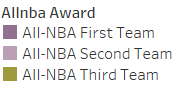 Allnba Award
All-NBA First Team
All-NBA Second Team
All-NBA Third Team